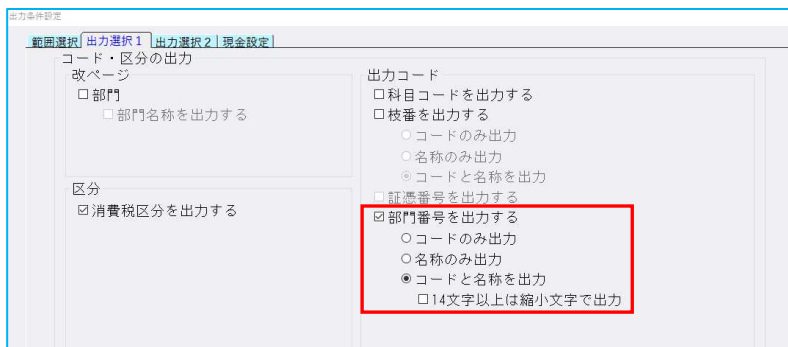 出力条件設定
範囲選択 出力選択1 出力選択2 現金設定
コード・区分の出力
改ページ
□部門
□部門名称を出力する
区分
☑消費税区分を出力する
出力コード
□科目コードを出力する
□枝番を出力する
○コードのみ出力
○名称のみ出力
◉コードと名称を出力
□証憑番号を出力する
☑部門番号を出力する
○コードのみ出力
○名称のみ出力
◉コードと名称を出力
□14文字以上は縮小文字で出力